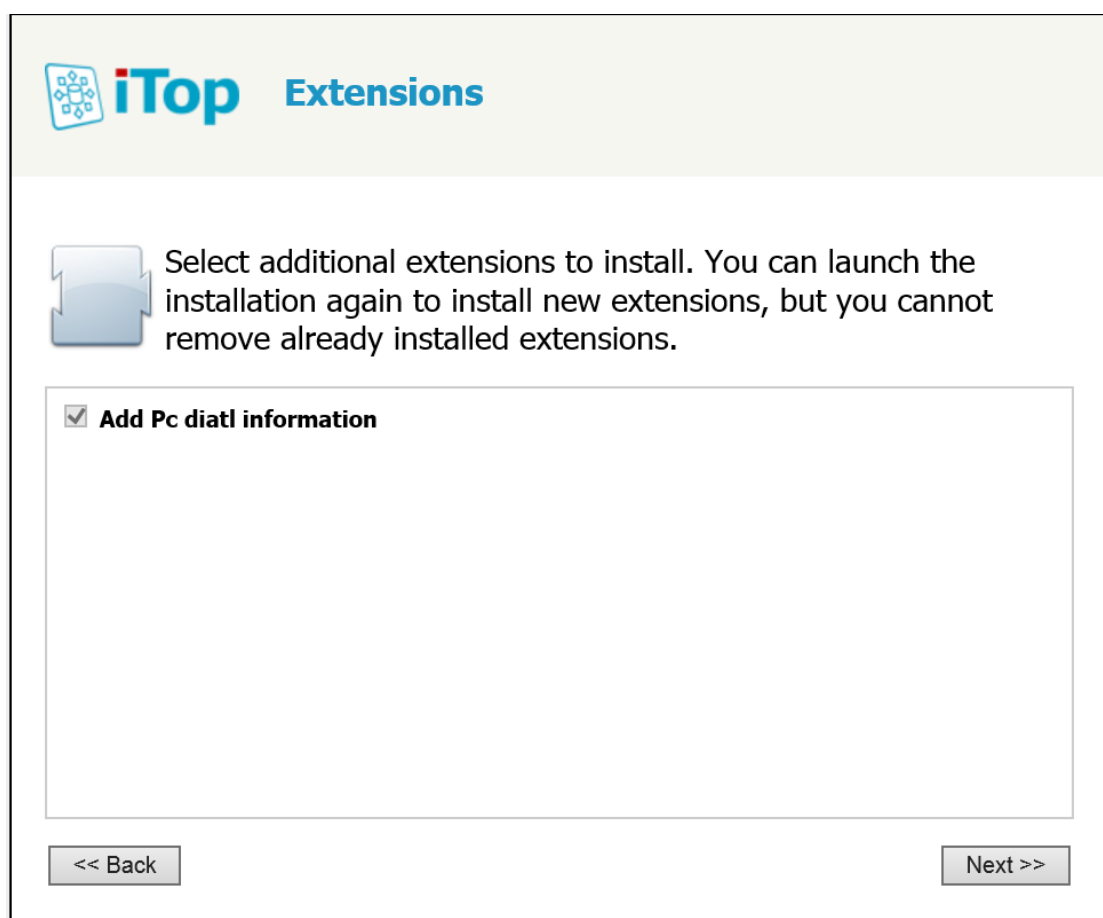 iTop Extensions
Select additional extensions to install. You can launch the
installation again to install new extensions, but you cannot
remove already installed extensions.
Add Pc diatl information
<< Back Next >>